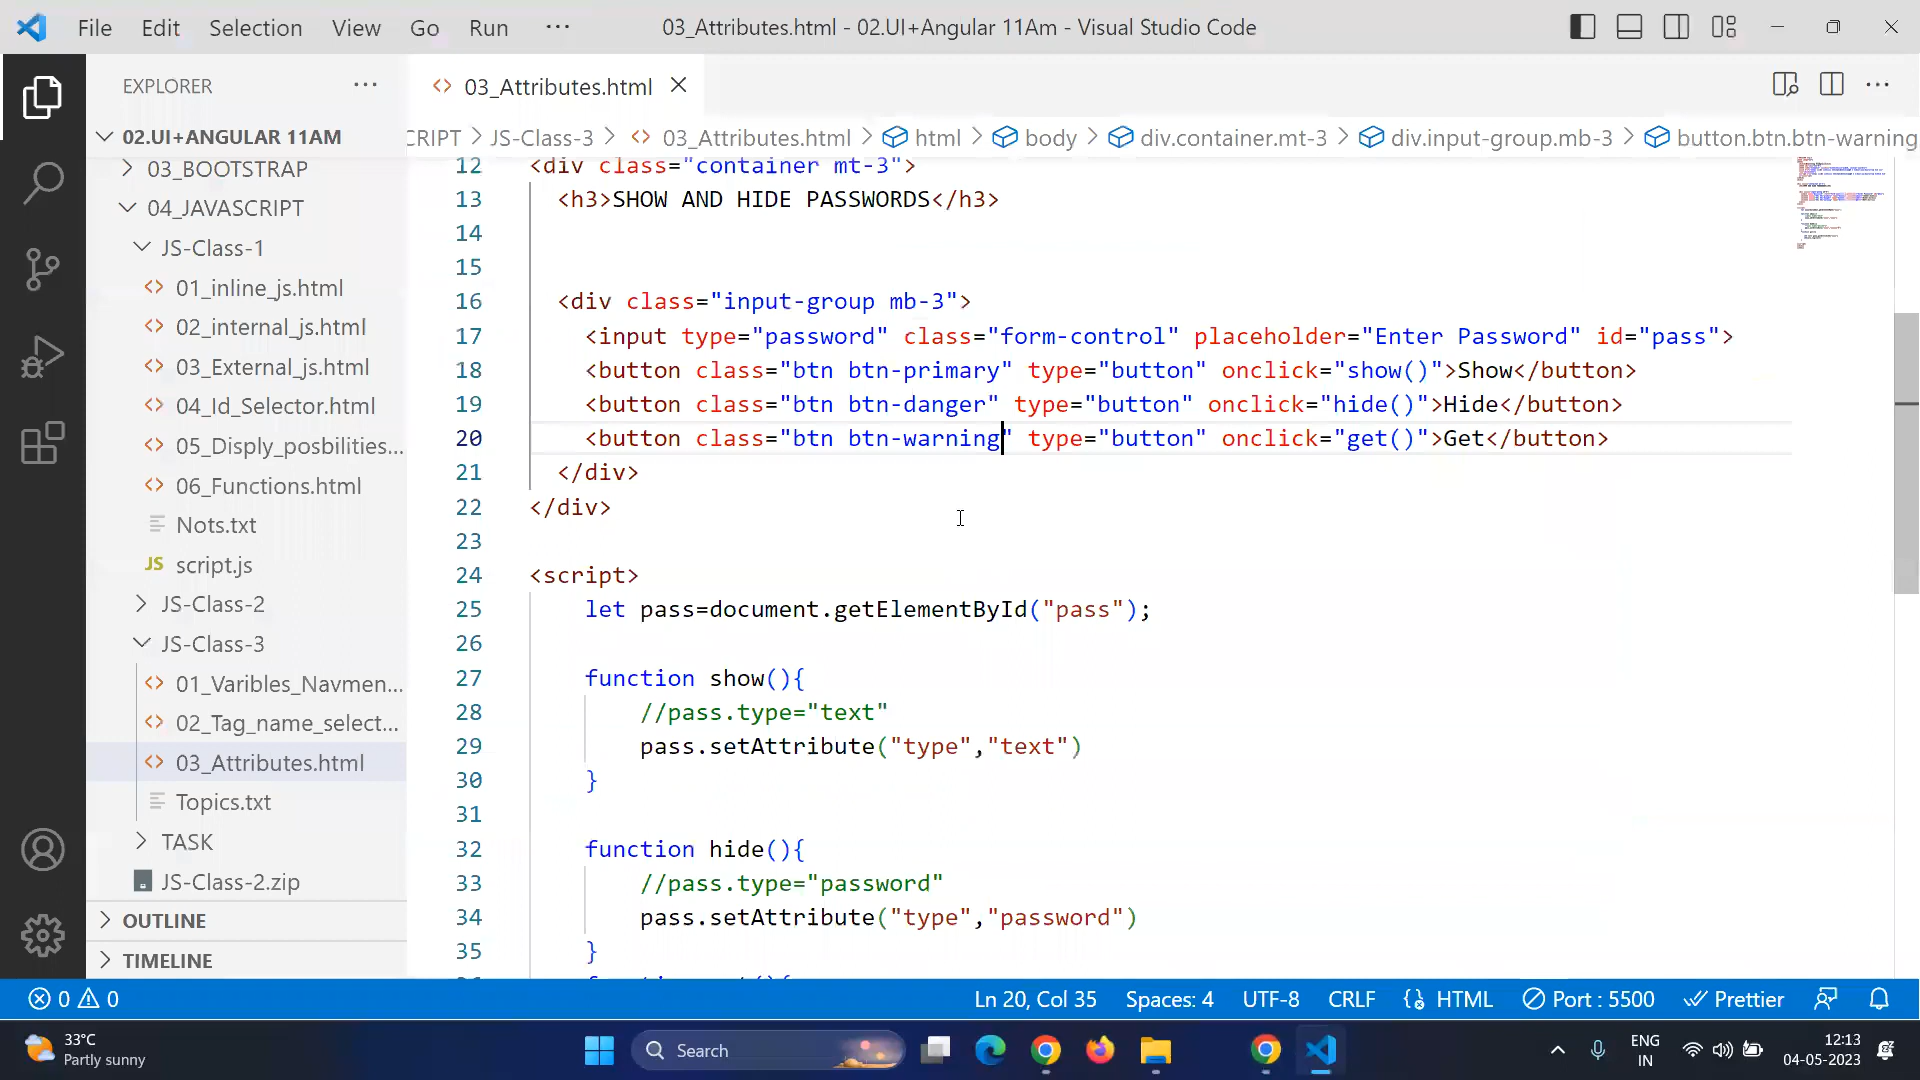 File Edit Selection View Go Run ··· 03_Attributes.html - 02.UI+Angular 11Am - Visual Studio Code
EXPLORER ···
03_Attributes.html
02.UI+ANGULAR 11AM
CRIPT > JS-Class-3 > 03_Attributes.html > html > body > div.container.mt-3 > div.input-group.mb-3 > button.btn.btn-warning
03_BOOTSTRAP
04_JAVASCRIPT
JS-Class-1
01_inline_js.html
02_internal_js.html
03_External_js.html
04_Id_Selector.html
05_Disply_posbilities...
06_Functions.html
Nots.txt
JS script.js
JS-Class-2
JS-Class-3
01_Varibles_Navmen...
02_Tag_name_select...
03_Attributes.html
Topics.txt
TASK
JS-Class-2.zip
OUTLINE
TIMELINE
12 <div class="container mt-3">
13 <h3>SHOW AND HIDE PASSWORDS</h3>
14
15
16 <div class="input-group mb-3">
17 <input type="password" class="form-control" placeholder="Enter Password" id="pass">
18 <button class="btn btn-primary" type="button" onclick="show()">Show</button>
19 <button class="btn btn-danger" type="button" onclick="hide()">Hide</button>
20 <button class="btn btn-warning" type="button" onclick="get()">Get</button>
21 </div>
22 </div>
23
24 <script>
25 let pass=document.getElementById("pass");
26
27 function show(){
28 //pass.type="text"
29 pass.setAttribute("type","text")
30 }
31
32 function hide(){
33 //pass.type="password"
34 pass.setAttribute("type","password")
35 }
0 0 Ln 20, Col 35 Spaces: 4 UTF-8 CRLF HTML Port : 5500 Prettier
33°C
Partly sunny
Search
ENG
IN
12:13
04-05-2023